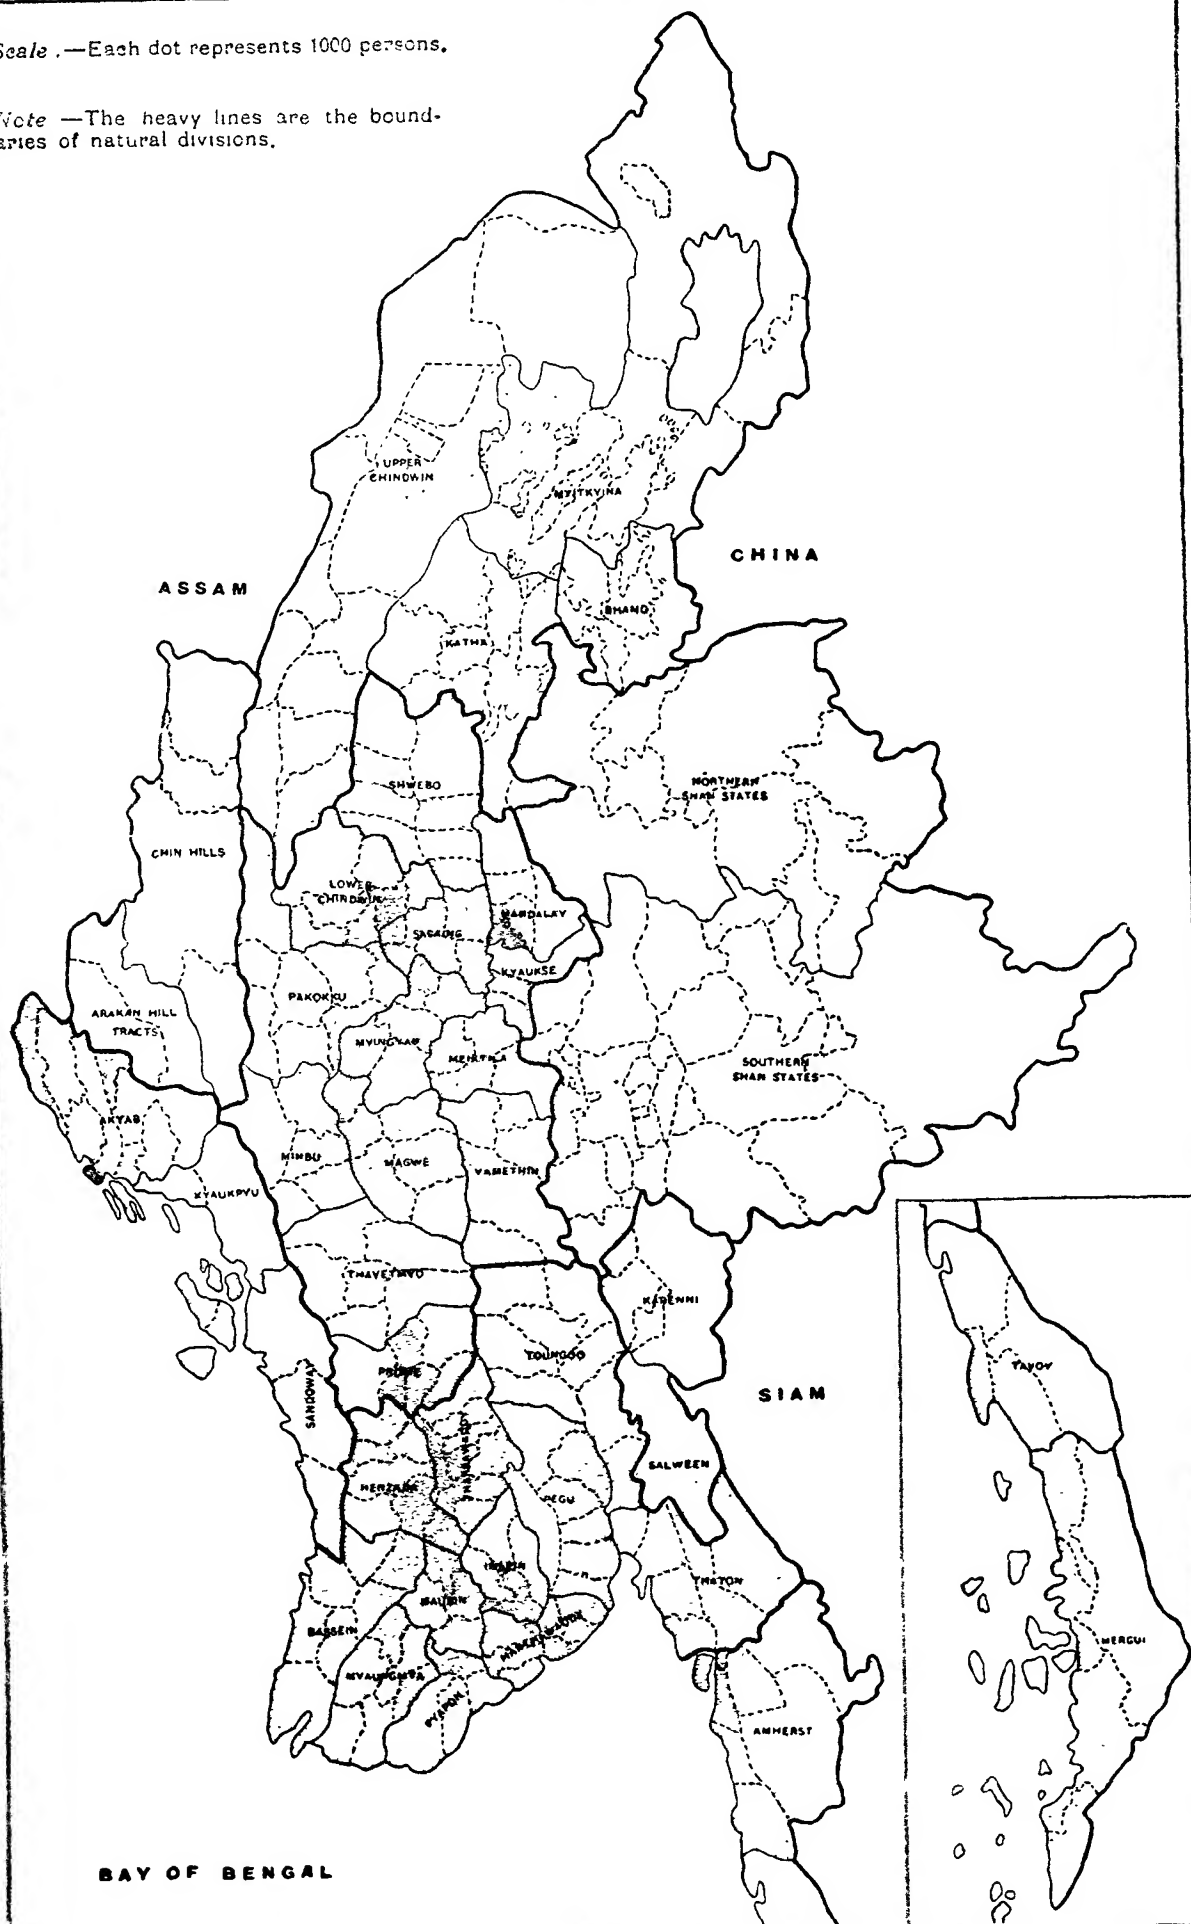 Scale .—Each dot represents 1000 persons.
Note —The heavy lines are the bound-
aries of natural divisions.
UPPER
CHINDWIN
MYITKYINA
CHINA
ASSAM
BHAMO
KATHA
SHWEBO
NORTHERN
SHAN STATES
CHIN HILLS
LOWER
CHINDWIN
MANDALAY
SAGAING
KYAUKSE
PAKOKKU
ARAKAN HILL
TRACTS
MYINGYAN
MEIKTILA
SOUTHERN
SHAN STATES
AKYAB
MINBU
MAGWE
YAMETHIN
KYAUKPYU
THAYETMYO
KARENNI
TOUNGOO
PROME
TAVOY
SIAM
SANDOWAY
THARRAWADDY
SALWEEN
HENZADA
PEGU
INSEIN
THATON
MAUBIN
BASSEIN
HANTHAWADDY
MERGUI
MYAUNGMYA
PYAPON
AMHERST
BAY OF BENGAL